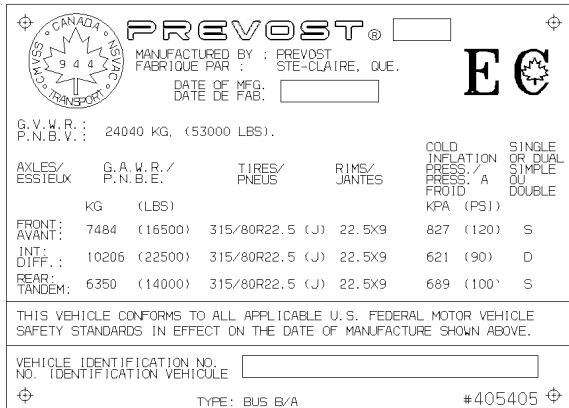 CANADA
CMVSS NSVAC
944
TRANSPORT
PREVOST®
MANUFACTURED BY : PREVOST
FABRIQUE PAR : STE-CLAIRE, QUE.
DATE OF MFG.
DATE DE FAB.
EC
G.V.W.R.:
P.N.B.V.: 24040 KG, (53000 LBS).
AXLES/ G.A.W.R./ TIRES/ RIMS/ COLD INFLATION PRESS./ SINGLE OR DUAL
ESSIEUX P.N.B.E. PNEUS JANTES PRESS. A FROID SIMPLE OU DOUBLE
KG (LBS) KPA (PSI)
FRONT:
AVANT: 7484 (16500) 315/80R22.5 (J) 22.5X9 827 (120) S
INT:
DIFF.: 10206 (22500) 315/80R22.5 (J) 22.5X9 621 (90) D
REAR:
TANDEM: 6350 (14000) 315/80R22.5 (J) 22.5X9 689 (100) S
THIS VEHICLE CONFORMS TO ALL APPLICABLE U.S. FEDERAL MOTOR VEHICLE
SAFETY STANDARDS IN EFFECT ON THE DATE OF MANUFACTURE SHOWN ABOVE.
VEHICLE IDENTIFICATION NO.
NO. IDENTIFICATION VEHICULE
TYPE: BUS B/A #405405